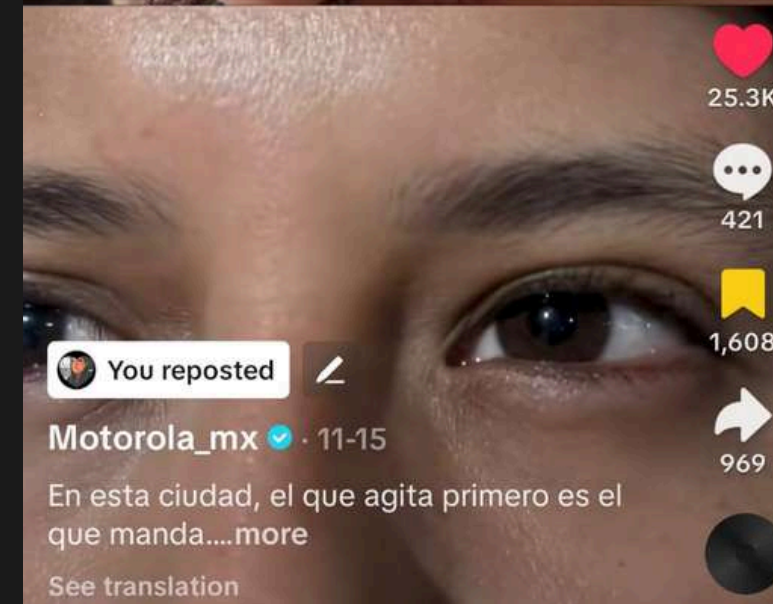 25.3K
421
1,608
969
You reposted
Motorola_mx · 11-15
En esta ciudad, el que agita primero es el
que manda....more
See translation